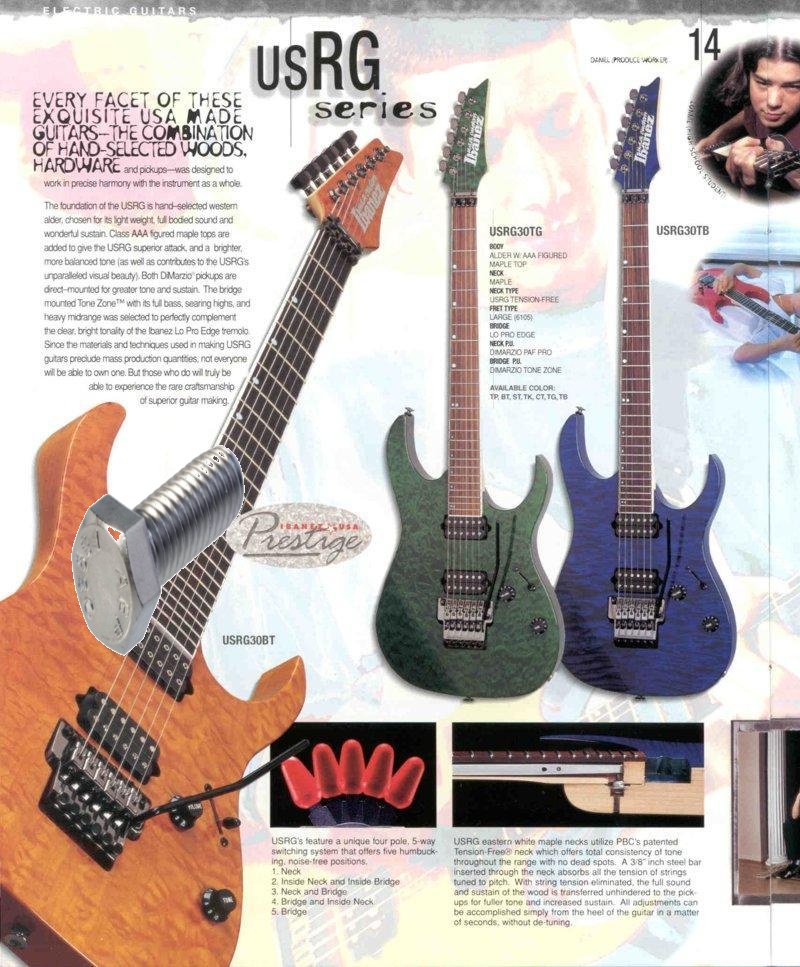 ELECTRIC GUITARS
USRG
series
14
DANIEL (PRODUCE WORKER)
EVERY FACET OF THESE
EXQUISITE USA MADE
GUITARS—THE COMBINATION
OF HAND-SELECTED WOODS,
HARDWARE and pickups—was designed to
work in precise harmony with the instrument as a whole.
The foundation of the USRG is hand-selected western
alder, chosen for its light weight, full bodied sound and
wonderful sustain. Class AAA figured maple tops are
added to give the USRG superior attack, and a brighter,
more balanced tone (as well as contributes to the USRG's
unparalleled visual beauty). Both DiMarzio® pickups are
direct-mounted for greater tone and sustain. The bridge
mounted Tone Zone™ with its full bass, searing highs, and
heavy midrange was selected to perfectly complement
the clear, bright tonality of the Ibanez Lo Pro Edge tremolo.
Since the materials and techniques used in making USRG
guitars preclude mass production quantities, not everyone
will be able to own one. But those who do will truly be
able to experience the rare craftsmanship
of superior guitar making.
Ibanez
Ibanez
Ibanez
USRG30TG
BODY
ALDER W/ AAA FIGURED
MAPLE TOP
NECK
MAPLE
NECK TYPE
USRG TENSION-FREE
FRET TYPE
LARGE (6105)
BRIDGE
LO PRO EDGE
NECK P.U.
DIMARZIO PAF PRO
BRIDGE P.U.
DIMARZIO TONE ZONE
AVAILABLE COLOR:
TP, BT, ST, TK, CT, TG, TB
USRG30TB
IBANEZ USA
Prestige
USRG30BT
VOLUME
TONE
USRG's feature a unique four pole, 5-way
switching system that offers five humbuck-
ing, noise-free positions.
1. Neck
2. Inside Neck and Inside Bridge
3. Neck and Bridge
4. Bridge and Inside Neck
5. Bridge
USRG eastern white maple necks utilize PBC's patented
Tension-Free® neck which offers total consistency of tone
throughout the range with no dead spots. A 3/8" inch steel bar
inserted through the neck absorbs all the tension of strings
tuned to pitch. With string tension eliminated, the full sound
and sustain of the wood is transferred unhindered to the pick-
ups for fuller tone and increased sustain. All adjustments can
be accomplished simply from the heel of the guitar in a matter
of seconds, without de-tuning.